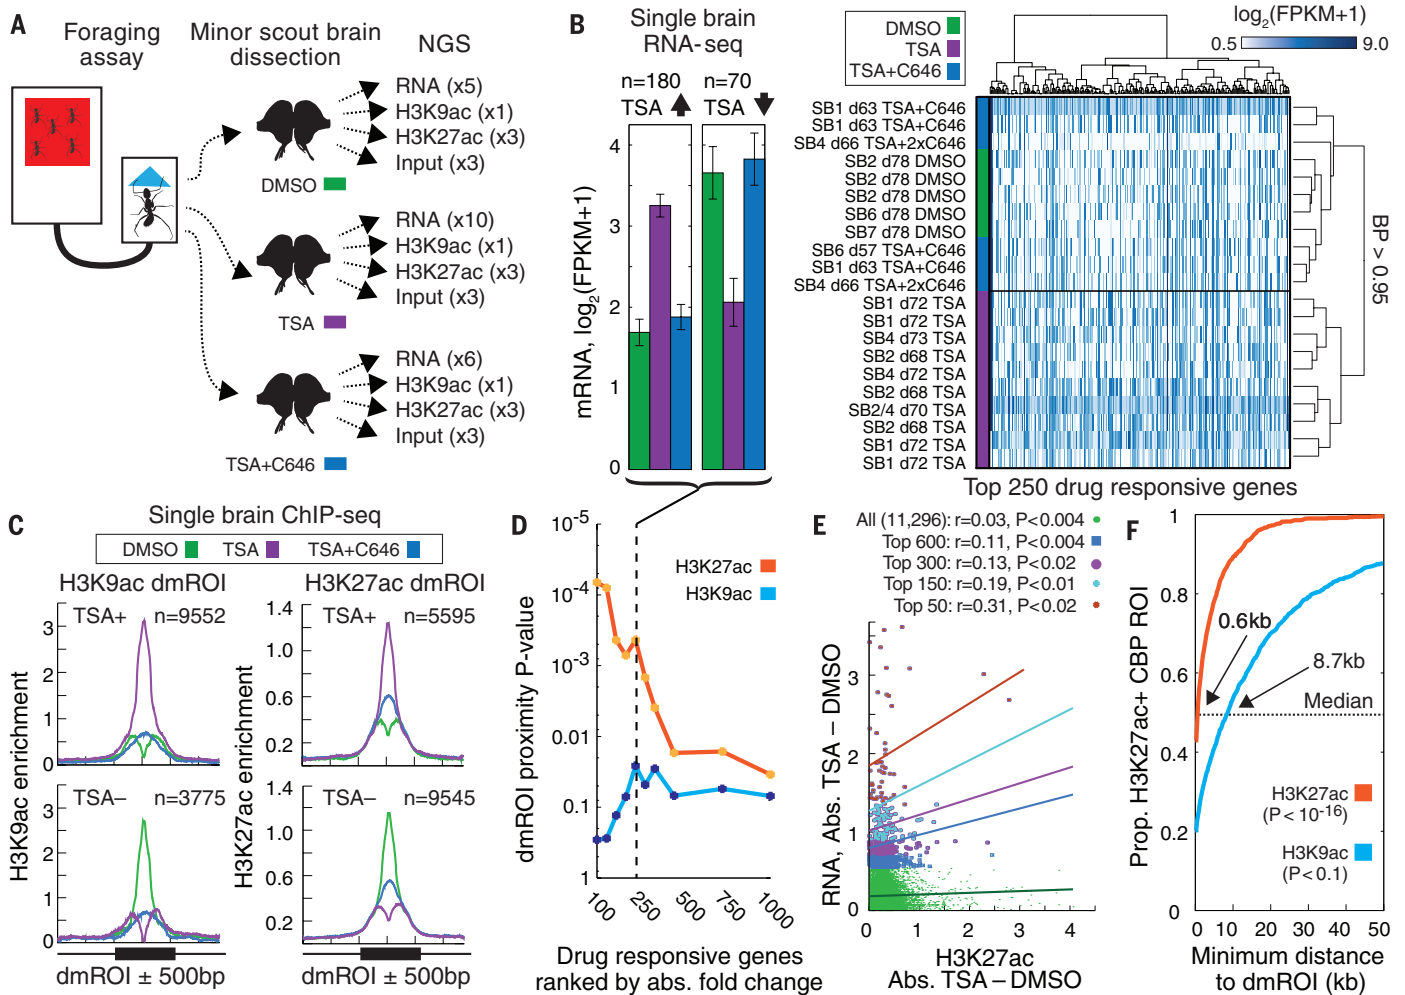 A
Foraging
assay
Minor scout brain
dissection
NGS
RNA (x5)
H3K9ac (x1)
H3K27ac (x3)
Input (x3)
DMSO
RNA (x10)
H3K9ac (x1)
H3K27ac (x3)
Input (x3)
TSA
RNA (x6)
H3K9ac (x1)
H3K27ac (x3)
Input (x3)
TSA+C646
B
Single brain
RNA-seq
n=180 n=70
TSA TSA
mRNA, log2(FPKM+1)
4
3
2
1
0
DMSO
TSA
TSA+C646
log2(FPKM+1)
0.5 9.0
SB1 d63 TSA+C646
SB1 d63 TSA+C646
SB4 d66 TSA+2xC646
SB2 d78 DMSO
SB2 d78 DMSO
SB2 d78 DMSO
SB6 d78 DMSO
SB7 d78 DMSO
SB6 d57 TSA+C646
SB1 d63 TSA+C646
SB4 d66 TSA+2xC646
SB1 d72 TSA
SB1 d72 TSA
SB4 d73 TSA
SB2 d68 TSA
SB4 d72 TSA
SB2 d68 TSA
SB2/4 d70 TSA
SB2 d68 TSA
SB1 d72 TSA
SB1 d72 TSA
BP > 0.95
Top 250 drug responsive genes
C
Single brain ChIP-seq
DMSO TSA TSA+C646
H3K9ac dmROI
H3K27ac dmROI
H3K9ac enrichment
TSA+ n=9552
3
2
1
0
TSA– n=3775
3
2
1
0
dmROI ± 500bp
H3K27ac enrichment
TSA+ n=5595
1.4
1.0
0.6
0.2
TSA– n=9545
1.4
1.0
0.6
0.2
dmROI ± 500bp
D
dmROI proximity P-value
10-5
10-4
10-3
0.01
0.1
1
H3K27ac
H3K9ac
100 250 500 750 1000
Drug responsive genes
ranked by abs. fold change
E
All (11,296): r=0.03, P<0.004
Top 600: r=0.11, P<0.004
Top 300: r=0.13, P<0.02
Top 150: r=0.19, P<0.01
Top 50: r=0.31, P<0.02
RNA, Abs. TSA – DMSO
3
2
1
0
0 1 2 3 4
H3K27ac
Abs. TSA – DMSO
F
Prop. H3K27ac+ CBP ROI
1
0.8
0.6
0.4
0.2
0
0.6kb
8.7kb
Median
H3K27ac
(P<10-16)
H3K9ac
(P<0.1)
0 10 20 30 40 50
Minimum distance
to dmROI (kb)